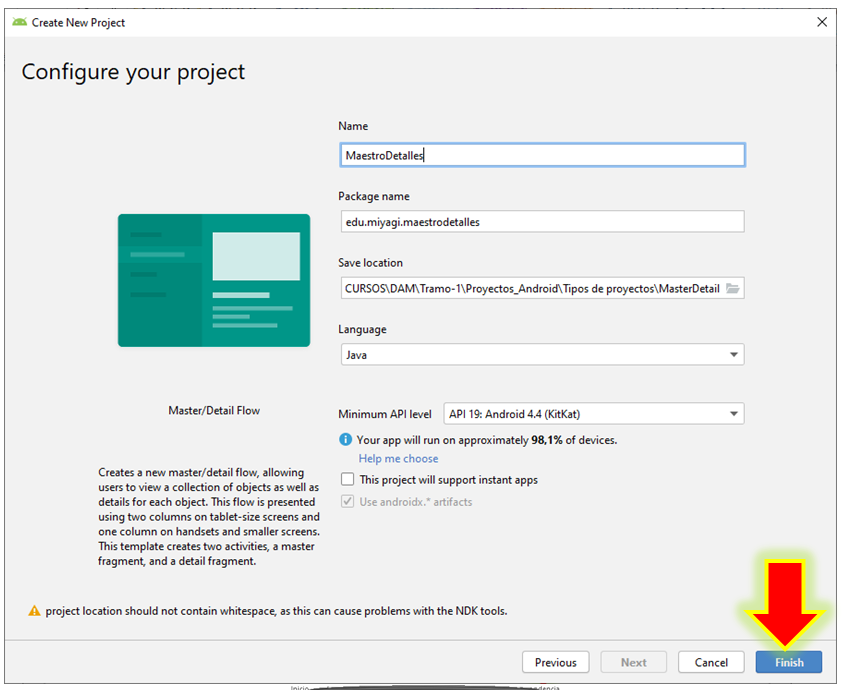 Create New Project
Configure your project
Name
MaestroDetalles
Package name
edu.miyagi.maestrodetalles
Save location
CURSOS\DAM\Tramo-1\Proyectos_Android\Tipos de proyectos\MasterDetail
Language
Java
Master/Detail Flow
Minimum API level
API 19: Android 4.4 (KitKat)
Your app will run on approximately 98,1% of devices.
Help me choose
Creates a new master/detail flow, allowing
users to view a collection of objects as well as
details for each object. This flow is presented
using two columns on tablet-size screens and
one column on handsets and smaller screens.
This template creates two activities, a master
fragment, and a detail fragment.
This project will support instant apps
Use androidx.* artifacts
project location should not contain whitespace, as this can cause problems with the NDK tools.
Previous
Next
Cancel
Finish